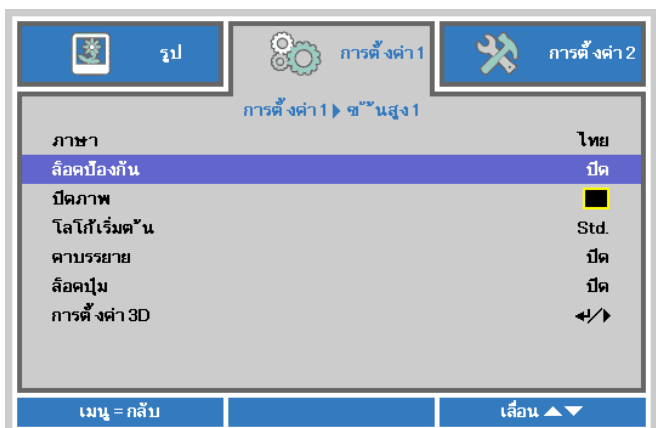 รูป
การตั้งค่า 1
การตั้งค่า 2
การตั้งค่า 1 ▶ ขั้นสูง 1
ภาษา ไทย
ล็อคป้องกัน ปิด
ปิดภาพ
โลโก้เริ่มต้น Std.
คาบรรยาย ปิด
ล็อคปุ่ม ปิด
การตั้งค่า 3D ↵/▶
เมนู = กลับ
เลื่อน ▲▼